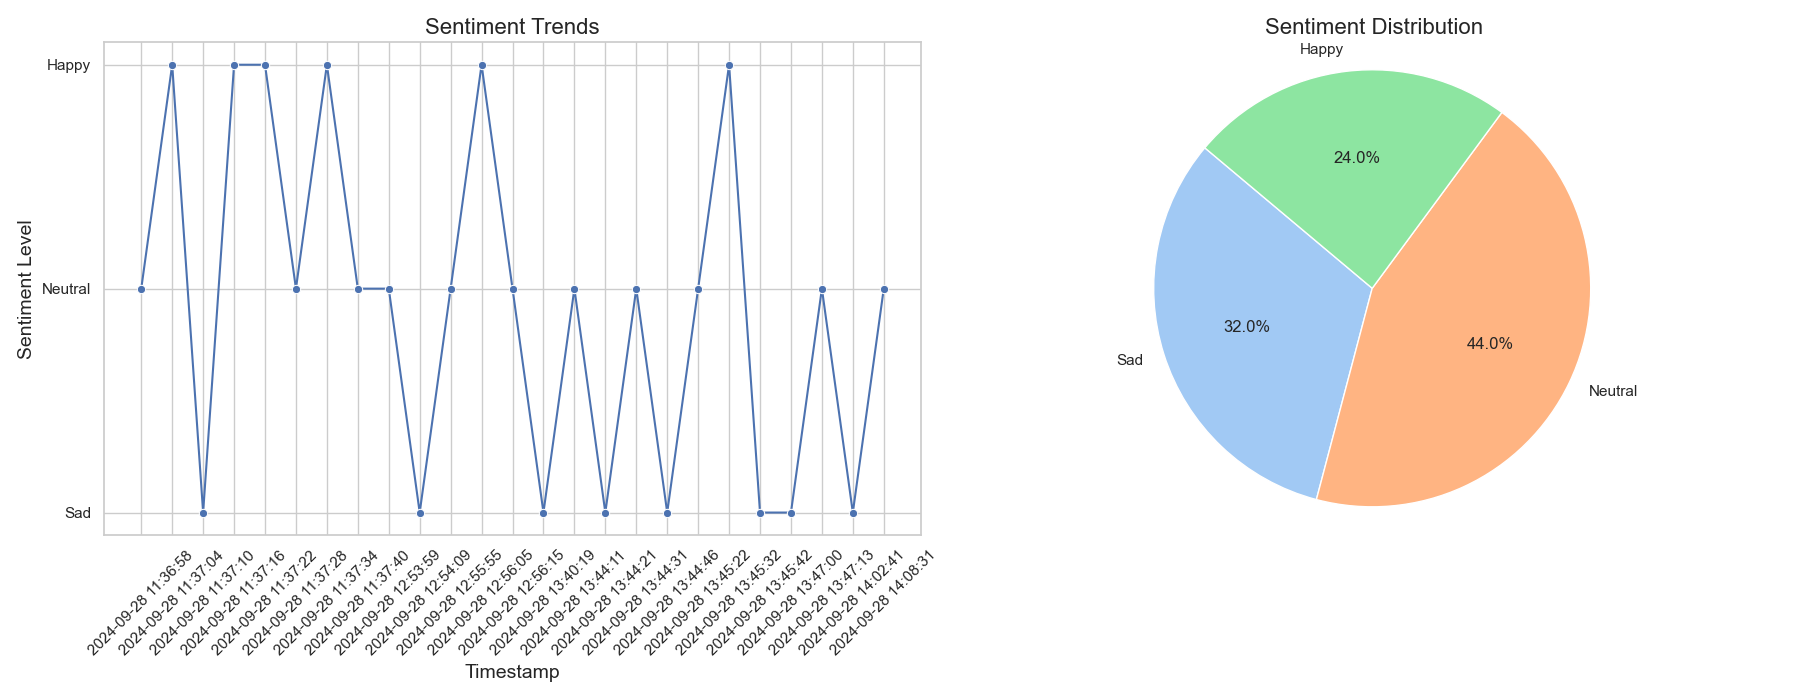 Sentiment Trends
Happy
Neutral
Sad
Sentiment Level
2024-09-28 11:36:58
2024-09-28 11:37:04
2024-09-28 11:37:10
2024-09-28 11:37:16
2024-09-28 11:37:22
2024-09-28 11:37:28
2024-09-28 11:37:34
2024-09-28 11:37:40
2024-09-28 12:53:59
2024-09-28 12:54:09
2024-09-28 12:55:55
2024-09-28 12:56:05
2024-09-28 12:56:15
2024-09-28 13:40:19
2024-09-28 13:44:11
2024-09-28 13:44:21
2024-09-28 13:44:31
2024-09-28 13:44:46
2024-09-28 13:45:22
2024-09-28 13:45:32
2024-09-28 13:45:42
2024-09-28 13:47:00
2024-09-28 13:47:13
2024-09-28 14:02:41
2024-09-28 14:08:31
Timestamp
Sentiment Distribution
Happy
24.0%
32.0%
44.0%
Sad
Neutral